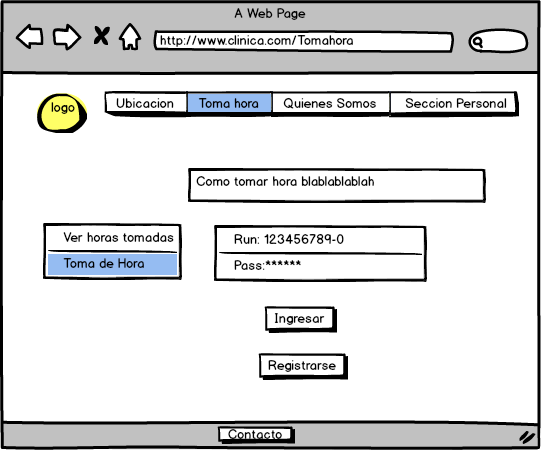 A Web Page
http://www.clinica.com/Tomahora
logo
Ubicacion Toma hora Quienes Somos Seccion Personal
Como tomar hora blablablablah
Ver horas tomadas
Toma de Hora
Run: 123456789-0
Pass:******
Ingresar
Registrarse
Contacto